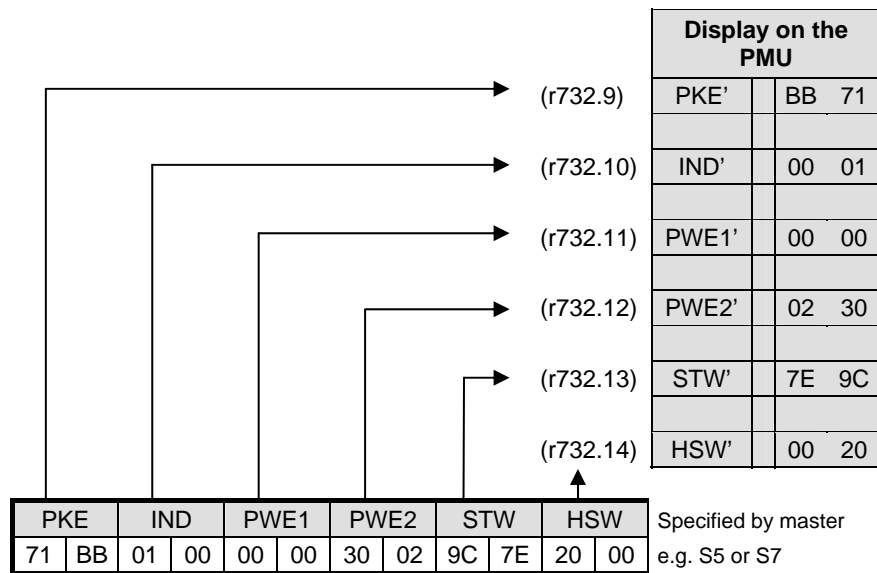 Display on the
PMU
(r732.9) PKE’ BB 71
(r732.10) IND’ 00 01
(r732.11) PWE1’ 00 00
(r732.12) PWE2’ 02 30
(r732.13) STW’ 7E 9C
(r732.14) HSW’ 00 20
PKE IND PWE1 PWE2 STW HSW Specified by master
71 BB 01 00 00 00 30 02 9C 7E 20 00 e.g. S5 or S7